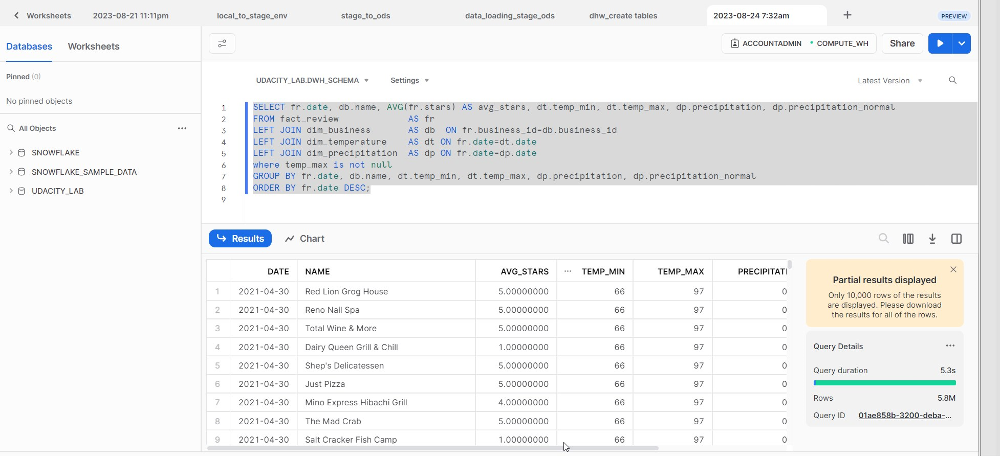 Worksheets 2023-08-21 11:11pm local_to_stage_env stage_to_ods data_loading_stage_ods dhw_create tables 2023-08-24 7:32am PREVIEW
Databases Worksheets
ACCOUNTADMIN COMPUTE_WH Share
Pinned (0)
No pinned objects
All Objects
SNOWFLAKE
SNOWFLAKE_SAMPLE_DATA
UDACITY_LAB
UDACITY_LAB.DWH_SCHEMA Settings Latest Version
1 SELECT fr.date, db.name, AVG(fr.stars) AS avg_stars, dt.temp_min, dt.temp_max, dp.precipitation, dp.precipitation_normal
2 FROM fact_review AS fr
3 LEFT JOIN dim_business AS db ON fr.business_id=db.business_id
4 LEFT JOIN dim_temperature AS dt ON fr.date=dt.date
5 LEFT JOIN dim_precipitation AS dp ON fr.date=dp.date
6 where temp_max is not null
7 GROUP BY fr.date, db.name, dt.temp_min, dt.temp_max, dp.precipitation, dp.precipitation_normal
8 ORDER BY fr.date DESC;
9
Results Chart
DATE NAME AVG_STARS ... TEMP_MIN TEMP_MAX PRECIPITATI
1 2021-04-30 Red Lion Grog House 5.00000000 66 97 0
2 2021-04-30 Reno Nail Spa 5.00000000 66 97 0
3 2021-04-30 Total Wine & More 5.00000000 66 97 0
4 2021-04-30 Dairy Queen Grill & Chill 1.00000000 66 97 0
5 2021-04-30 Shep's Delicatessen 5.00000000 66 97 0
6 2021-04-30 Just Pizza 5.00000000 66 97 0
7 2021-04-30 Mino Express Hibachi Grill 4.00000000 66 97 0
8 2021-04-30 The Mad Crab 5.00000000 66 97 0
9 2021-04-30 Salt Cracker Fish Camp 1.00000000 66 97 0
Partial results displayed
Only 10,000 rows of the results
are displayed. Please download
the results for all of the rows.
Query Details ...
Query duration 5.3s
Rows 5.8M
Query ID 01ae858b-3200-deba-...